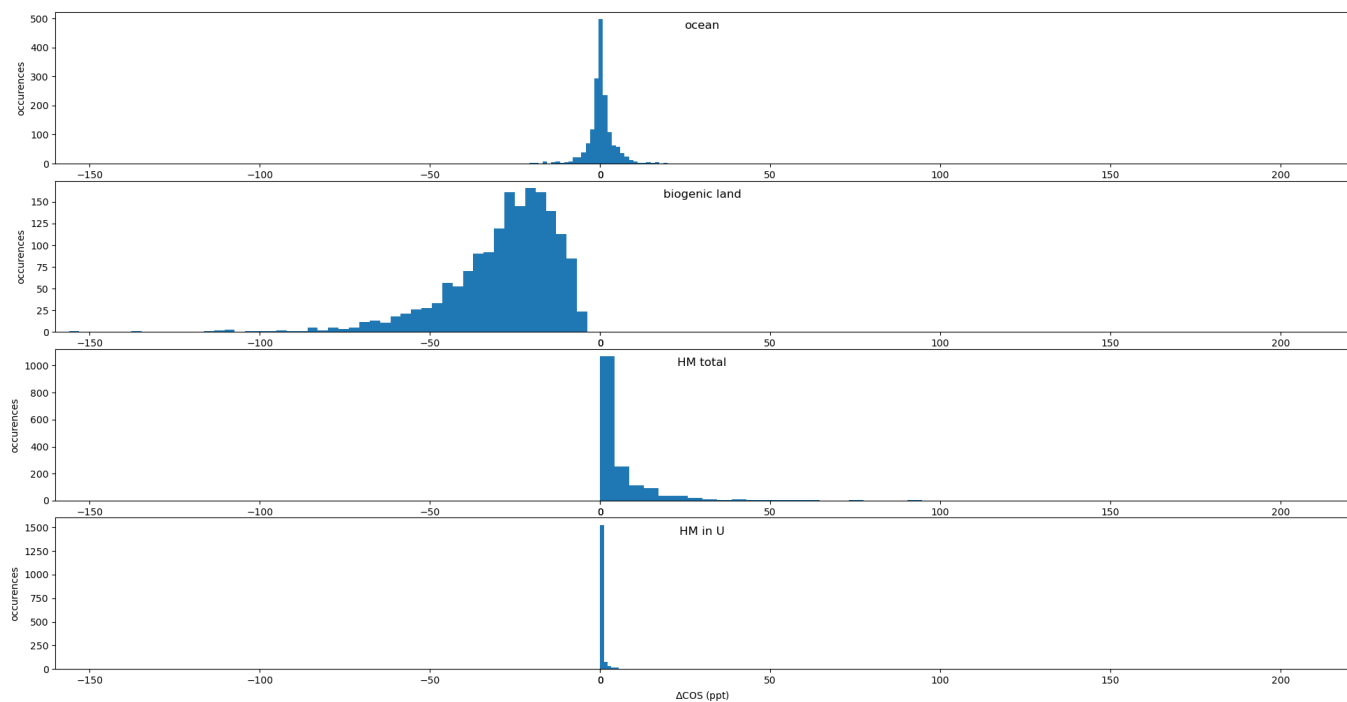 ocean
occurences
500
400
300
200
100
0
−150 −100 −50 0 50 100 150 200
biogenic land
occurences
150
125
100
75
50
25
0
−150 −100 −50 0 50 100 150 200
HM total
occurences
1000
800
600
400
200
0
−150 −100 −50 0 50 100 150 200
HM in U
occurences
1500
1250
1000
750
500
250
0
−150 −100 −50 0 50 100 150 200
ΔCOS (ppt)